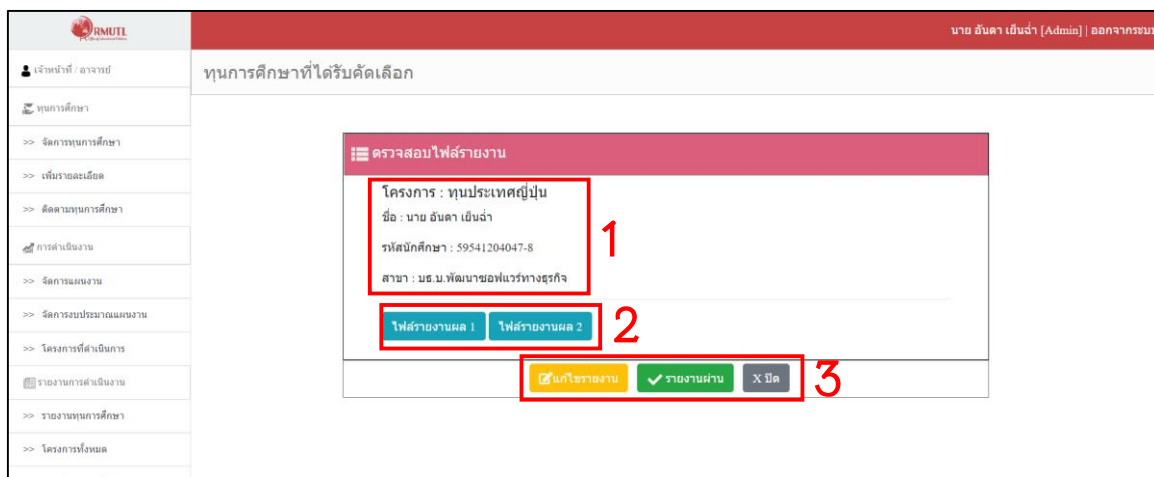 RMUTL
นาย อันดา เย็นฉ่ำ [Admin] | ออกจากระบบ
เจ้าหน้าที่ / อาจารย์
ทุนการศึกษาที่ได้รับคัดเลือก
ทุนการศึกษา
>> จัดการทุนการศึกษา
>> เพิ่มรายละเอียด
>> ติดตามทุนการศึกษา
การดำเนินงาน
>> จัดการแผนงาน
>> จัดการงบประมาณแผนงาน
>> โครงการที่ดำเนินการ
รายงานการดำเนินงาน
>> รายงานทุนการศึกษา
>> โครงการทั้งหมด
ตรวจสอบไฟล์รายงาน
โครงการ : ทุนประเทศญี่ปุ่น
ชื่อ : นาย อันดา เย็นฉ่ำ
รหัสนักศึกษา : 59541204047-8
สาขา : บธ.บ.พัฒนาซอฟแวร์ทางธุรกิจ
1
ไฟล์รายงานผล 1 ไฟล์รายงานผล 2
2
แก้ไขรายงาน รายงานผ่าน X ปิด
3